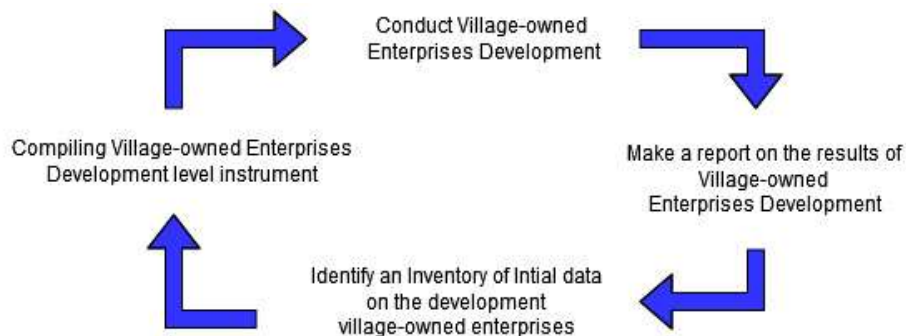 Conduct Village-owned
Enterprises Development
Compiling Village-owned Enterprises
Development level instrument
Make a report on the results of
Village-owned
Enterprises Development
Identify an Inventory of Intial data
on the development
village-owned enterprises